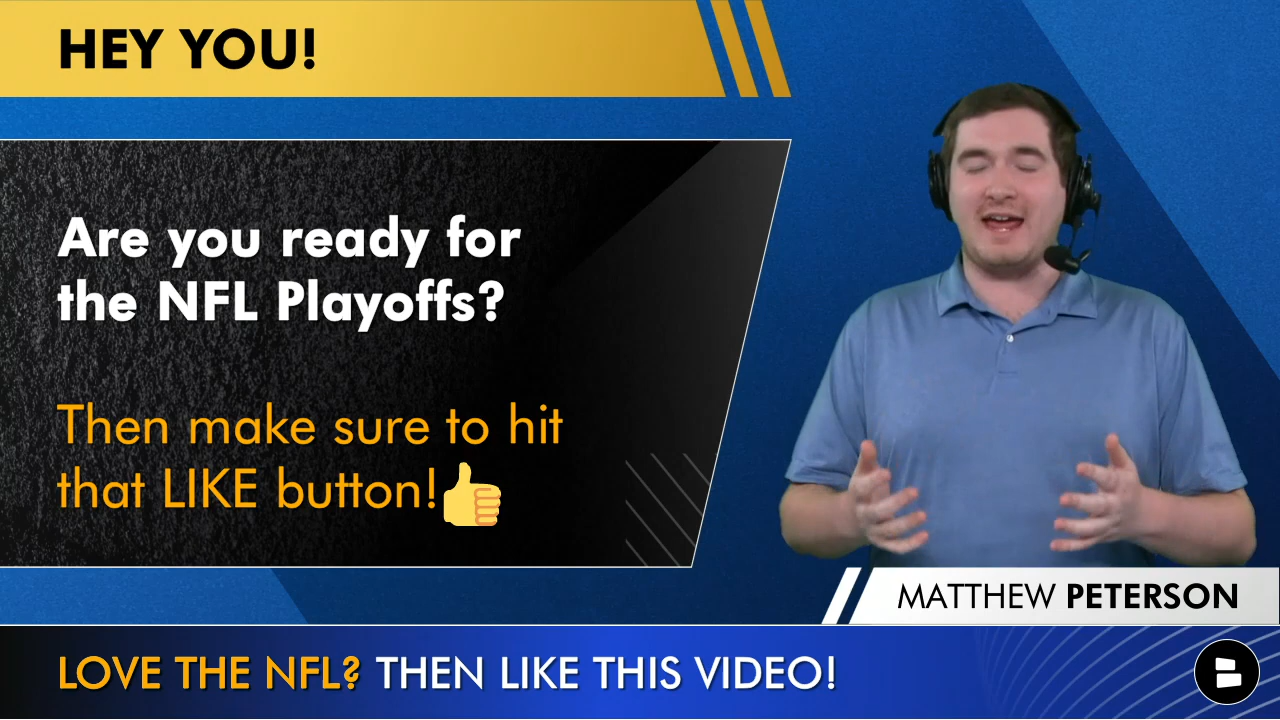 HEY YOU!
Are you ready for
the NFL Playoffs?
Then make sure to hit
that LIKE button!👍
MATTHEW PETERSON
LOVE THE NFL? THEN LIKE THIS VIDEO!